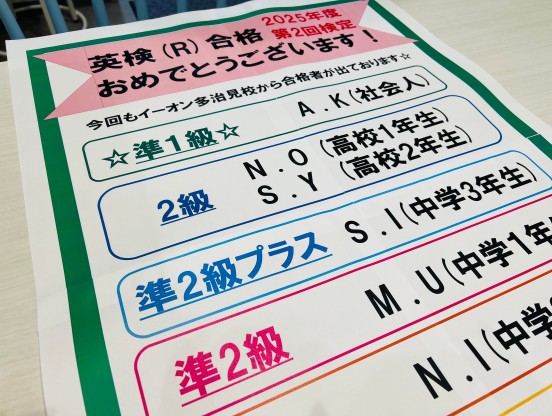 英検（R）合格 2025年度 第2回検定
おめでとうございます！
今回もイーオン多治見校から合格者が出ております☆
☆準1級☆ A.K(社会人)
2級 N.O(高校1年生)
S.Y (高校2年生)
準2級プラス S.I(中学3年生)
準2級 M.U(中学1年
N.I(中学